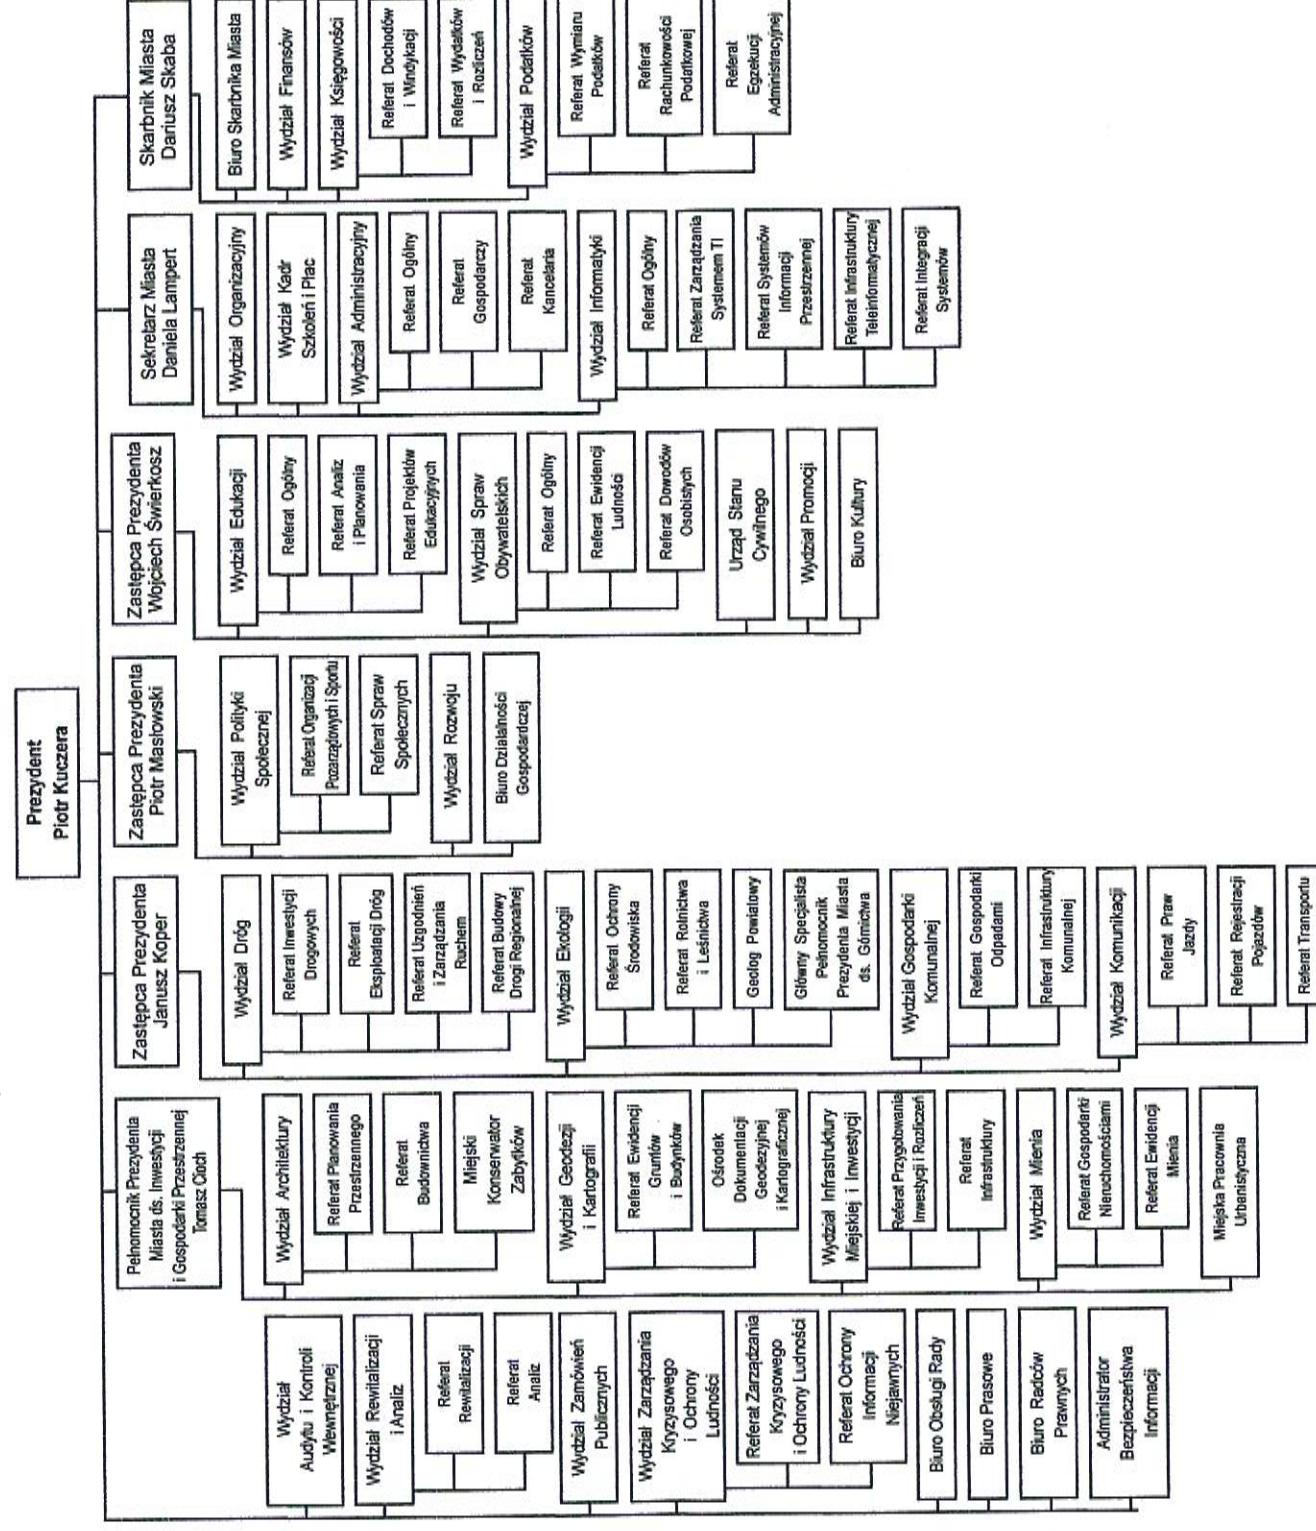 Prezydent
Piotr Kuczera
Wydział
Audytu i Kontroli
Wewnętrznej
Wydział Rewitalizacji
i Analiz
Referat
Rewitalizacji
Referat
Analiz
Wydział Zamówień
Publicznych
Wydział Zarządzania
Kryzysowego
i Ochrony
Ludności
Referat Zarządzania
Kryzysowego
i Ochrony Ludności
Referat Ochrony
Informacji
Niejawnych
Biuro Obsługi Rady
Biuro Prasowe
Biuro Radców
Prawnych
Administrator
Bezpieczeństwa
Informacji
Pełnomocnik Prezydenta
Miasta ds. Inwestycji
i Gospodarki Przestrzennej
Tomasz Cioch
Wydział Architektury
Referat Planowania
Przestrzennego
Referat
Budownictwa
Miejski
Konserwator
Zabytków
Wydział Geodezji
i Kartografii
Referat Ewidencji
Gruntów
i Budynków
Ośrodek
Dokumentacji
Geodezyjnej
i Kartograficznej
Wydział Infrastruktury
Miejskiej i Inwestycji
Referat Przygotowania
Inwestycji i Rozliczeń
Referat
Infrastruktury
Wydział Mienia
Referat Gospodarki
Nieruchomościami
Referat Ewidencji
Mienia
Miejska Pracownia
Urbanistyczna
Zastępca Prezydenta
Janusz Koper
Wydział Dróg
Referat Inwestycji
Drogowych
Referat
Eksploatacji Dróg
Referat Uzgodnień
i Zarządzania
Ruchem
Referat Budowy
Drogi Regionalnej
Wydział Ekologii
Referat Ochrony
Środowiska
Referat Rolnictwa
i Leśnictwa
Geolog Powiatowy
Główny Specjalista
Pełnomocnik
Prezydenta Miasta
ds. Górnictwa
Wydział Gospodarki
Komunalnej
Referat Gospodarki
Odpadami
Referat Infrastruktury
Komunalnej
Wydział Komunikacji
Referat Praw
Jazdy
Referat Rejestracji
Pojazdów
Referat Transportu
Zastępca Prezydenta
Piotr Masłowski
Wydział Polityki
Społecznej
Referat Organizacji
Pozarządowych i Sportu
Referat Spraw
Społecznych
Wydział Rozwoju
Biuro Działalności
Gospodardczej
Zastępca Prezydenta
Wojciech Świerkosz
Wydział Edukacji
Referat Ogólny
Referat Analiz
i Planowania
Referat Projektów
Edukacyjnych
Wydział Spraw
Obywatelskich
Referat Ogólny
Referat Ewidencji
Ludności
Referat Dowodów
Osobistych
Urząd Stanu
Cywilnego
Wydział Promocji
Biuro Kultury
Sekretarz Miasta
Daniela Lampert
Wydział Organizacyjny
Wydział Kadr
Szkoleń i Płac
Wydział Administracyjny
Referat Ogólny
Referat
Gospodarczy
Referat
Kancelaria
Wydział Informatyki
Referat Ogólny
Referat Zarządzania
Systemem TI
Referat Systemów
Informacji
Przestrzennej
Referat Infrastruktury
Teleinformatycznej
Referat Integracji
Systemów
Skarbnik Miasta
Dariusz Skaba
Biuro Skarbnika Miasta
Wydział Finansów
Wydział Księgowości
Referat Dochodów
i Windykacji
Referat Wydatków
i Rozliczeń
Wydział Podatków
Referat Wymiaru
Podatków
Referat
Rachunkowości
Podatkowej
Referat
Egzekucji
Administracyjnej